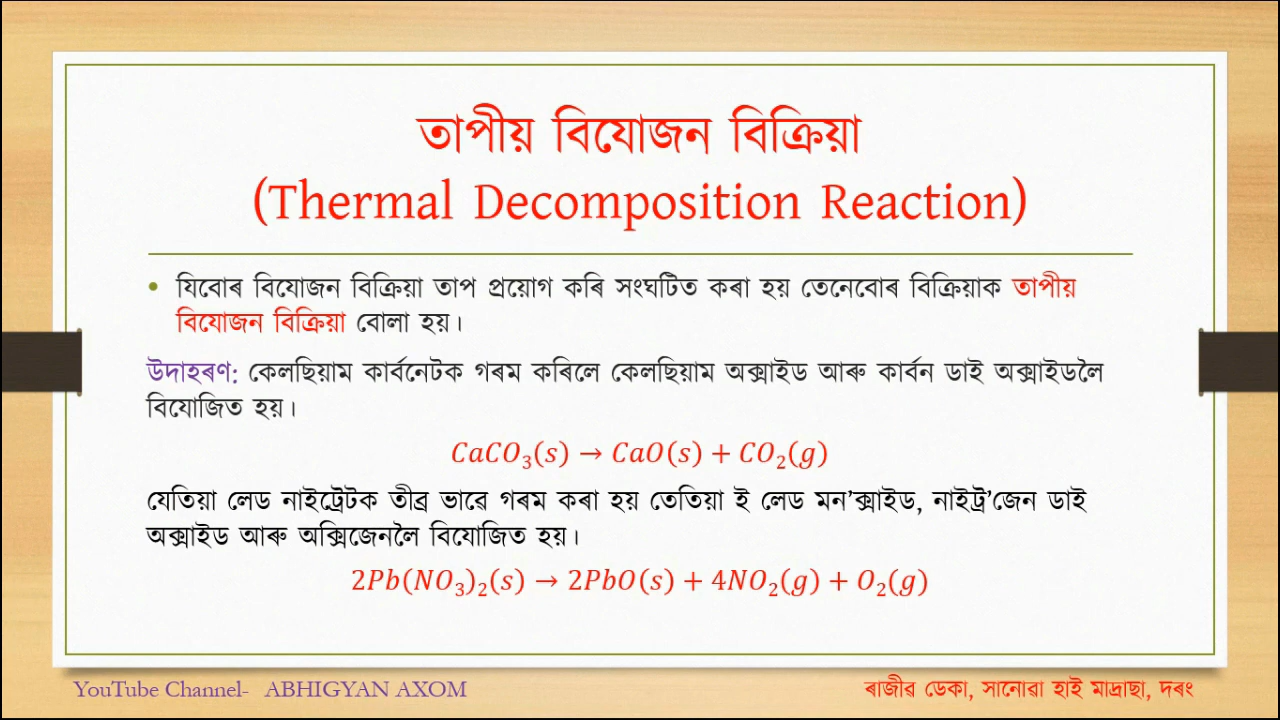 তাপীয় বিযোজন বিক্ৰিয়া
(Thermal Decomposition Reaction)
• যিবোৰ বিযোজন বিক্ৰিয়া তাপ প্ৰয়োগ কৰি সংঘটিত কৰা হয় তেনেবোৰ বিক্ৰিয়াক তাপীয়
বিযোজন বিক্ৰিয়া বোলা হয়।
উদাহৰণ: কেলছিয়াম কাৰ্বনেটক গৰম কৰিলে কেলছিয়াম অক্সাইড আৰু কাৰ্বন ডাই অক্সাইডলৈ
বিযোজিত হয়।
CaCO₃(s) → CaO(s) + CO₂(g)
যেতিয়া লেড নাইট্ৰেটক তীব্ৰ ভাৱে গৰম কৰা হয় তেতিয়া ই লেড মন’ক্সাইড, নাইট্ৰ’জেন ডাই
অক্সাইড আৰু অক্সিজেনলৈ বিযোজিত হয়।
2Pb(NO₃)₂(s) → 2PbO(s) + 4NO₂(g) + O₂(g)
YouTube Channel- ABHIGYAN AXOM
ৰাজীৱ ডেকা, সানোৱা হাই মাদ্ৰাছা, দৰং